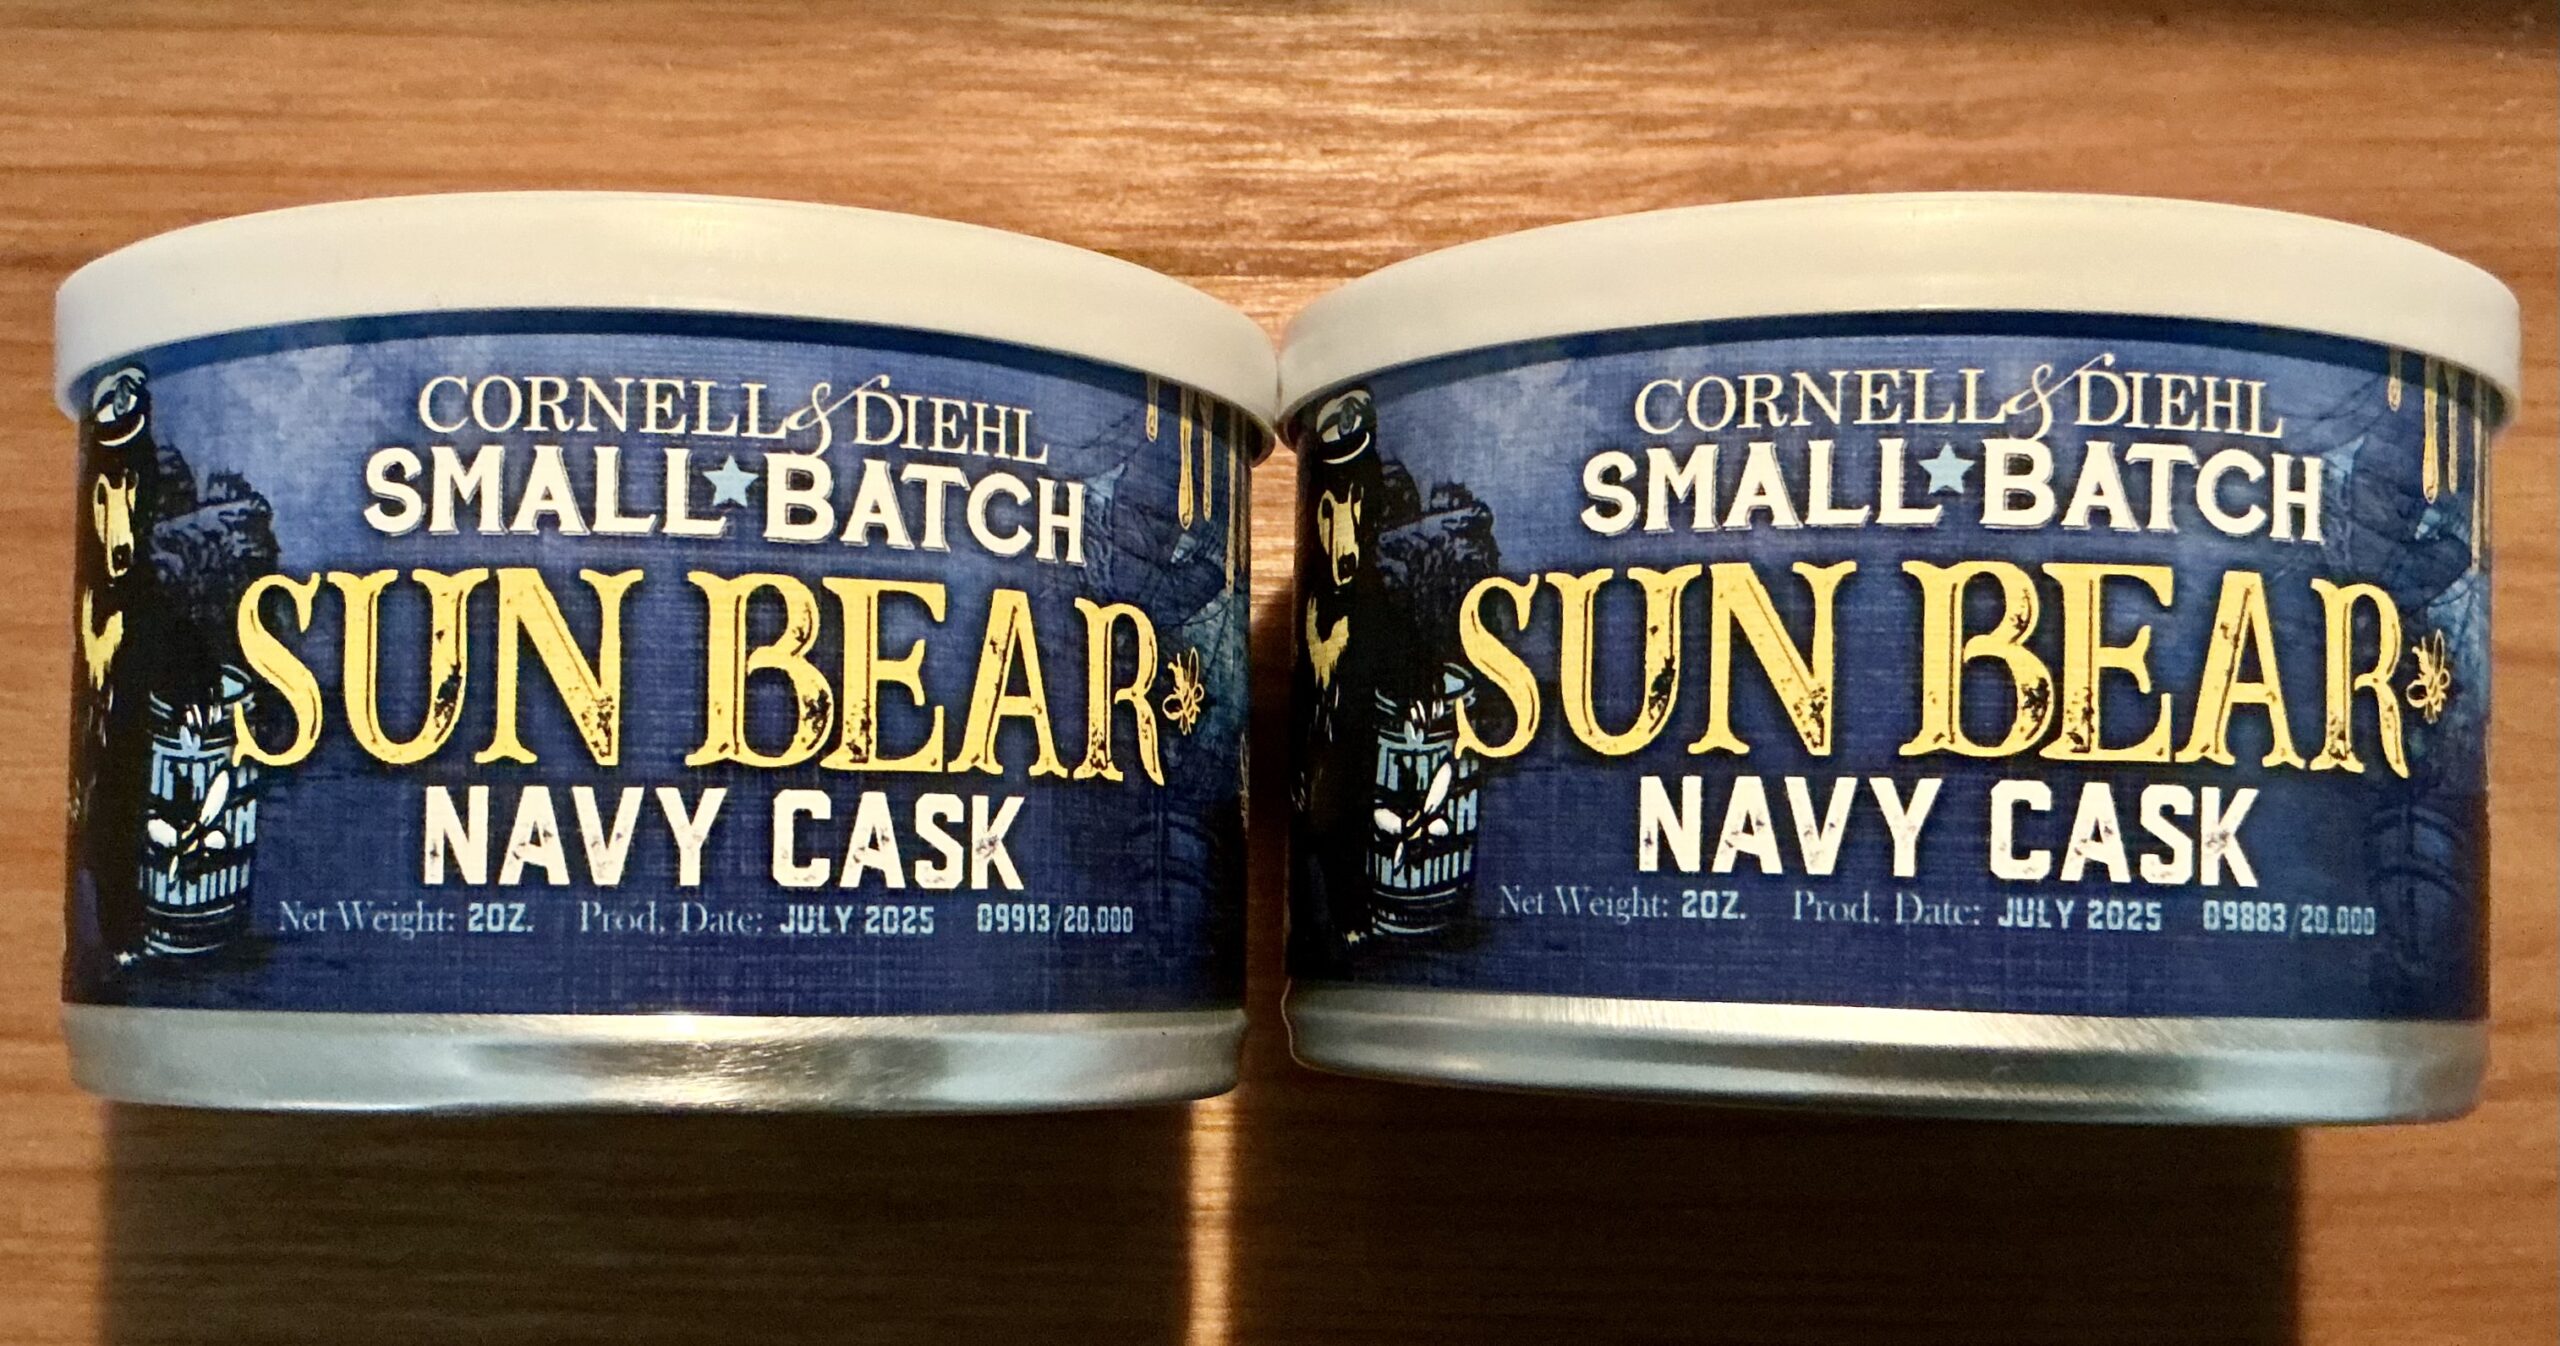 CORNELL & DIEHL
SMALL★BATCH
SUN BEAR
NAVY CASK
Net Weight: 2OZ. Prod. Date: JULY 2025 09913/20,000
CORNELL & DIEHL
SMALL★BATCH
SUN BEAR
NAVY CASK
Net Weight: 2OZ. Prod. Date: JULY 2025 09883/20,000